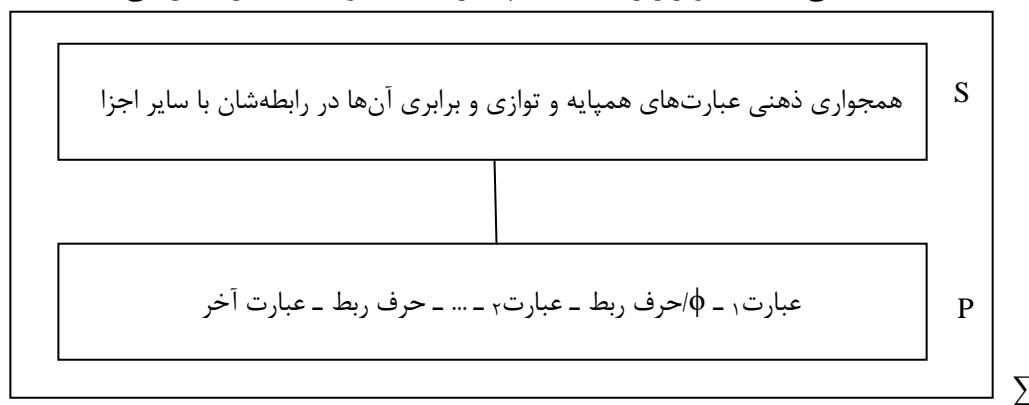 S
همجواری ذهنی عبارت‌های همپایه و توازی و برابری آن‌ها در رابطه‌شان با سایر اجزا
عبارت۱ ـ ϕ/حرف ربط ـ عبارت۲ ـ ... ـ حرف ربط ـ عبارت آخر
P
∑